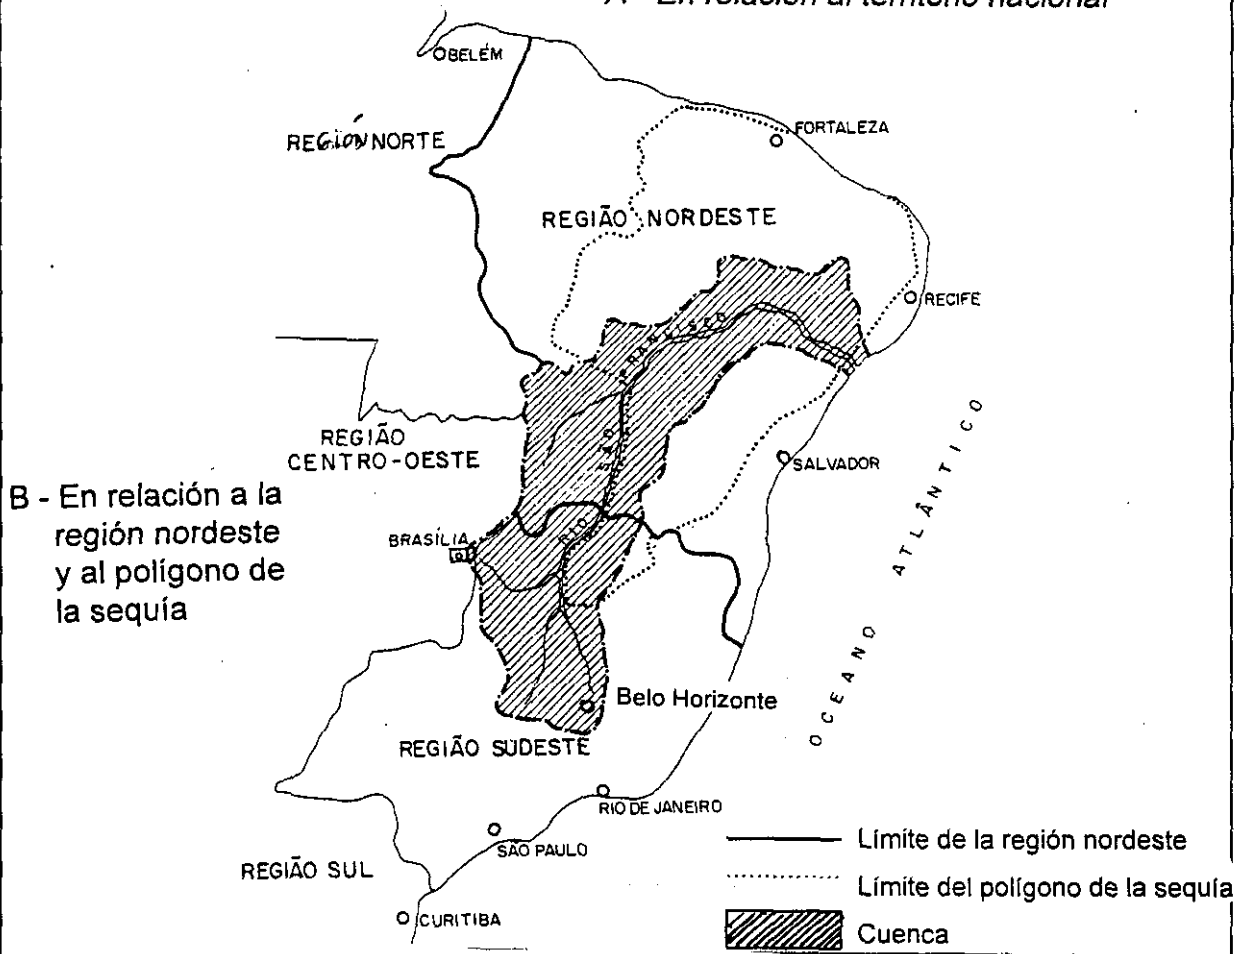 A - En relación al territorio nacional
BELÉM
FORTALEZA
REGIÓN NORTE
REGIÃO NORDESTE
RECIFE
RIO SÃO FRANCISCO
REGIÃO
CENTRO-OESTE
SALVADOR
B - En relación a la
región nordeste
y al polígono de
la sequía
BRASÍLIA
OCEANO ATLÂNTICO
Belo Horizonte
REGIÃO SUDESTE
RIO DE JANEIRO
SÃO PAULO
REGIÃO SUL
CURITIBA
Límite de la región nordeste
Límite del polígono de la sequía
Cuenca